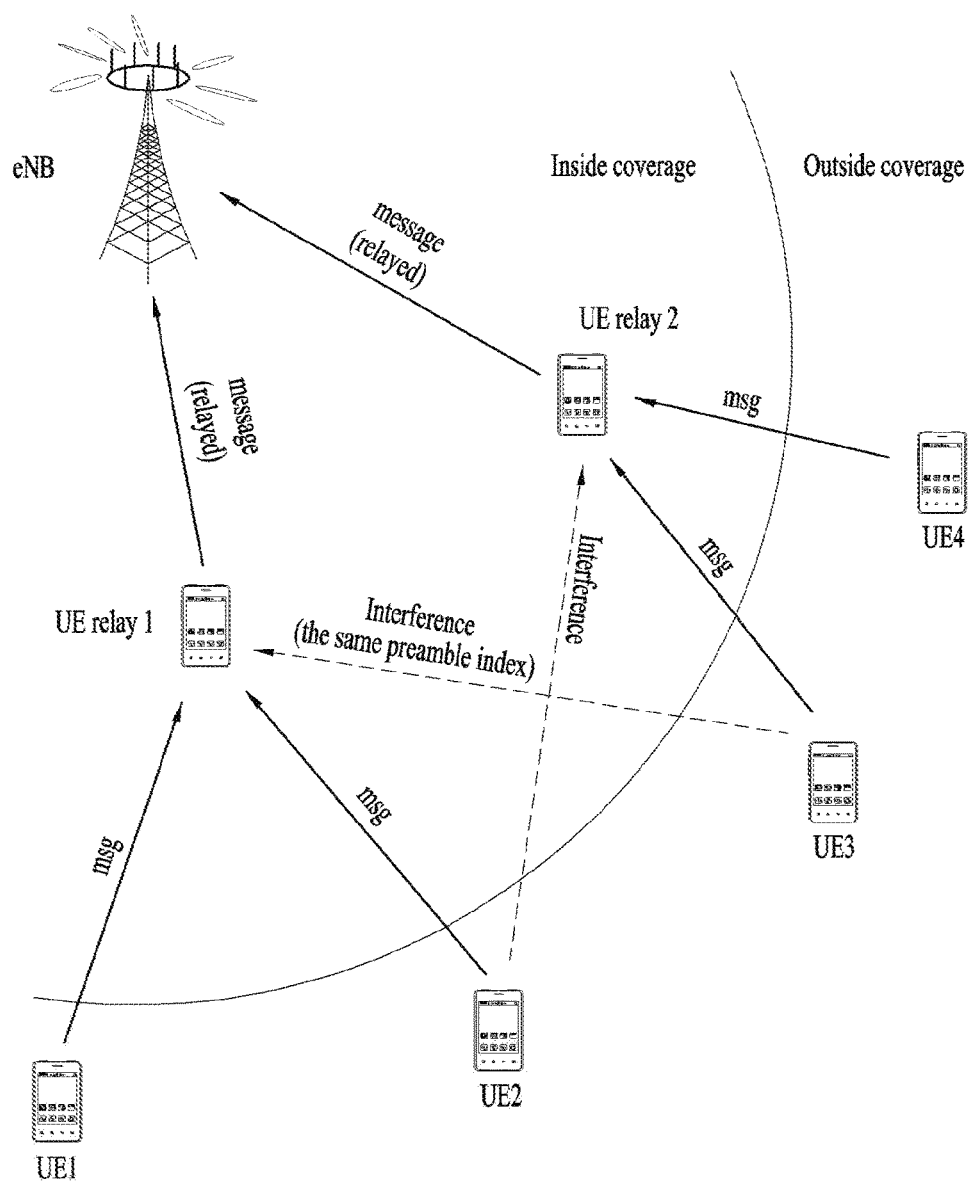 eNB
Inside coverage
Outside coverage
message
(relayed)
UE relay 2
message
(relayed)
msg
UE4
Interference
msg
UE relay 1
Interference
(the same preamble index)
UE3
msg
msg
UE2
UE1